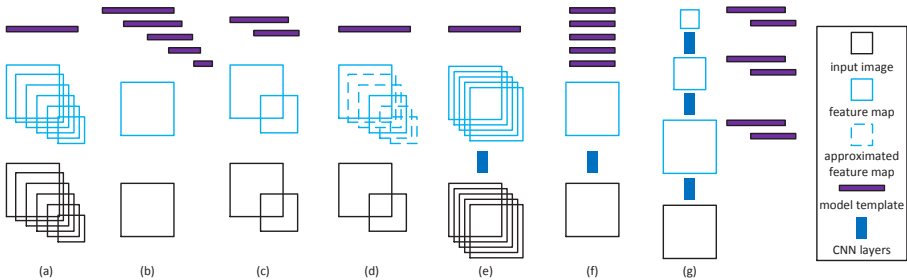 input image
feature map
approximated
feature map
model template
CNN layers
(a) (b) (c) (d) (e) (f) (g)